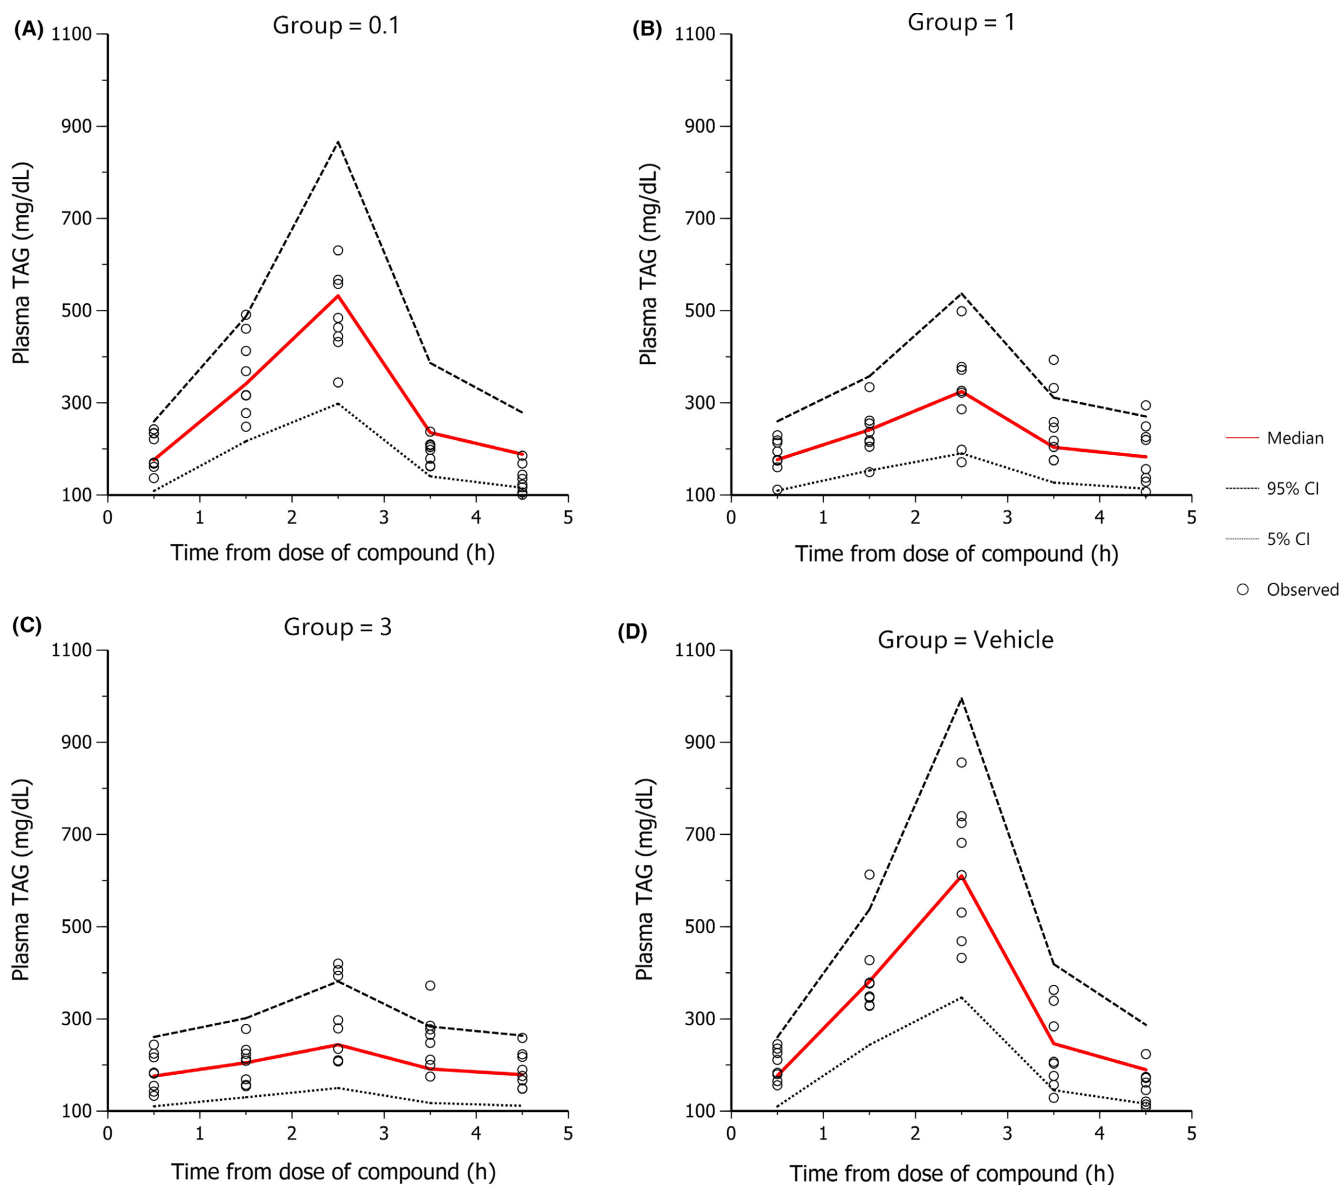 (A)
Group = 0.1
1100
900
700
500
300
100
Plasma TAG (mg/dL)
0 1 2 3 4 5
Time from dose of compound (h)
(B)
Group = 1
1100
900
700
500
300
100
Plasma TAG (mg/dL)
0 1 2 3 4 5
Time from dose of compound (h)
Median
95% CI
5% CI
Observed
(C)
Group = 3
1100
900
700
500
300
100
Plasma TAG (mg/dL)
0 1 2 3 4 5
Time from dose of compound (h)
(D)
Group = Vehicle
1100
900
700
500
300
100
Plasma TAG (mg/dL)
0 1 2 3 4 5
Time from dose of compound (h)